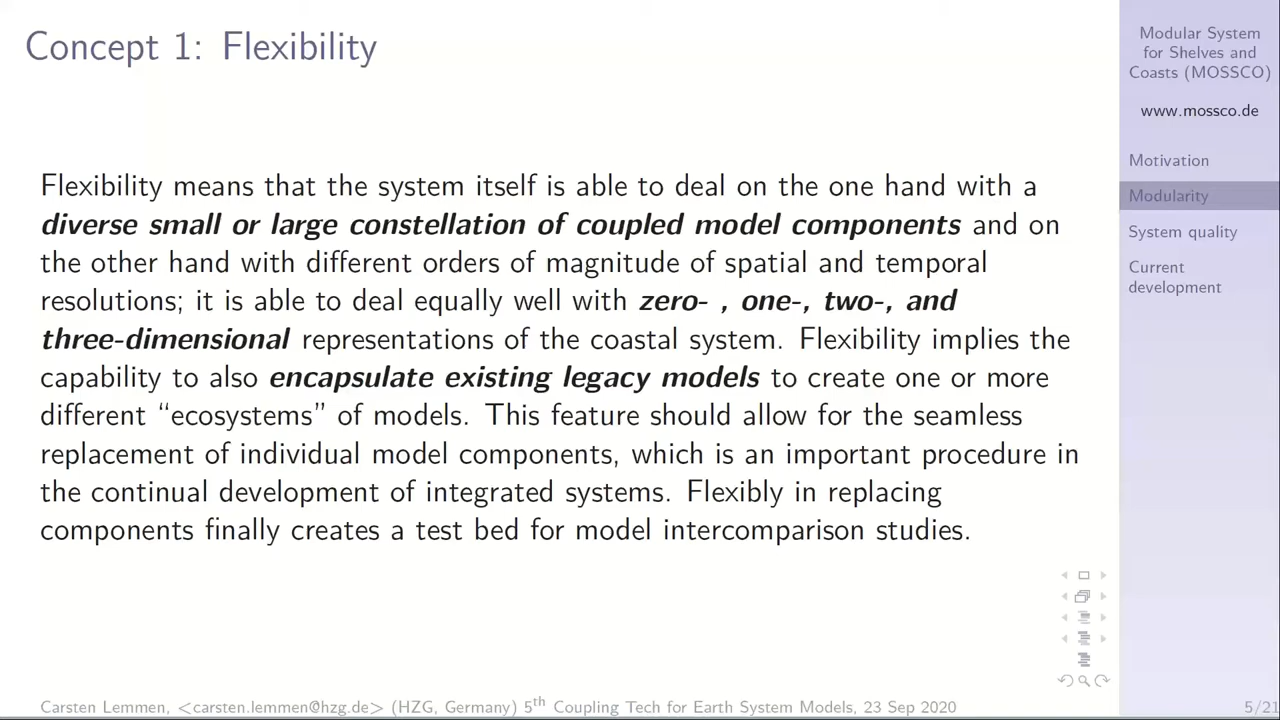 Concept 1: Flexibility
Flexibility means that the system itself is able to deal on the one hand with a
diverse small or large constellation of coupled model components and on
the other hand with different orders of magnitude of spatial and temporal
resolutions; it is able to deal equally well with zero- , one-, two-, and
three-dimensional representations of the coastal system. Flexibility implies the
capability to also encapsulate existing legacy models to create one or more
different “ecosystems” of models. This feature should allow for the seamless
replacement of individual model components, which is an important procedure in
the continual development of integrated systems. Flexibly in replacing
components finally creates a test bed for model intercomparison studies.
Modular System
for Shelves and
Coasts (MOSSCO)
www.mossco.de
Motivation
Modularity
System quality
Current
development
Carsten Lemmen, <carsten.lemmen@hzg.de> (HZG, Germany) 5th Coupling Tech for Earth System Models, 23 Sep 2020
5/21